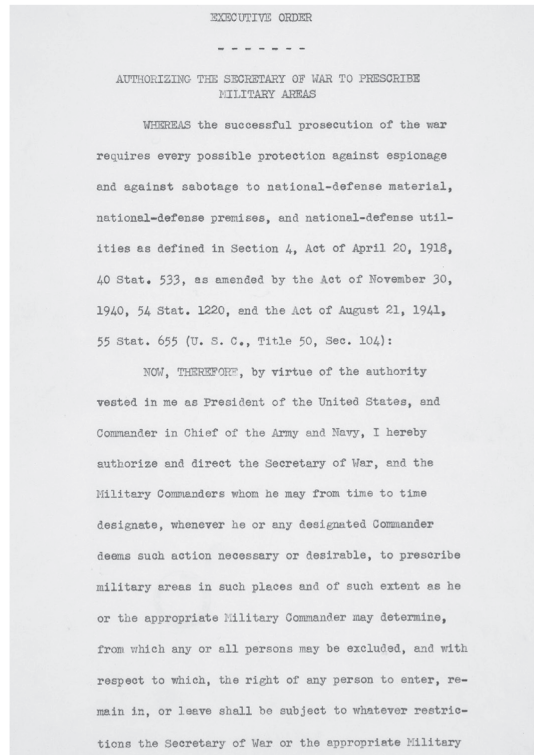 EXECUTIVE ORDER
- - - - - - -
AUTHORIZING THE SECRETARY OF WAR TO PRESCRIBE
MILITARY AREAS
WHEREAS the successful prosecution of the war
requires every possible protection against espionage
and against sabotage to national-defense material,
national-defense premises, and national-defense util-
ities as defined in Section 4, Act of April 20, 1918,
40 Stat. 533, as amended by the Act of November 30,
1940, 54 Stat. 1220, and the Act of August 21, 1941,
55 Stat. 655 (U. S. C., Title 50, Sec. 104):
NOW, THEREFORE, by virtue of the authority
vested in me as President of the United States, and
Commander in Chief of the Army and Navy, I hereby
authorize and direct the Secretary of War, and the
Military Commanders whom he may from time to time
designate, whenever he or any designated Commander
deems such action necessary or desirable, to prescribe
military areas in such places and of such extent as he
or the appropriate Military Commander may determine,
from which any or all persons may be excluded, and with
respect to which, the right of any person to enter, re-
main in, or leave shall be subject to whatever restric-
tions the Secretary of War or the appropriate Military